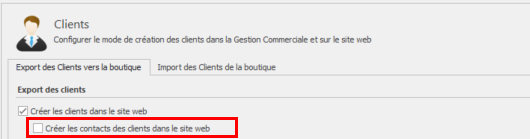 Clients
Configurer le mode de création des clients dans la Gestion Commerciale et sur le site web
Export des Clients vers la boutique Import des Clients de la boutique
Export des clients
Créer les clients dans le site web
Créer les contacts des clients dans le site web